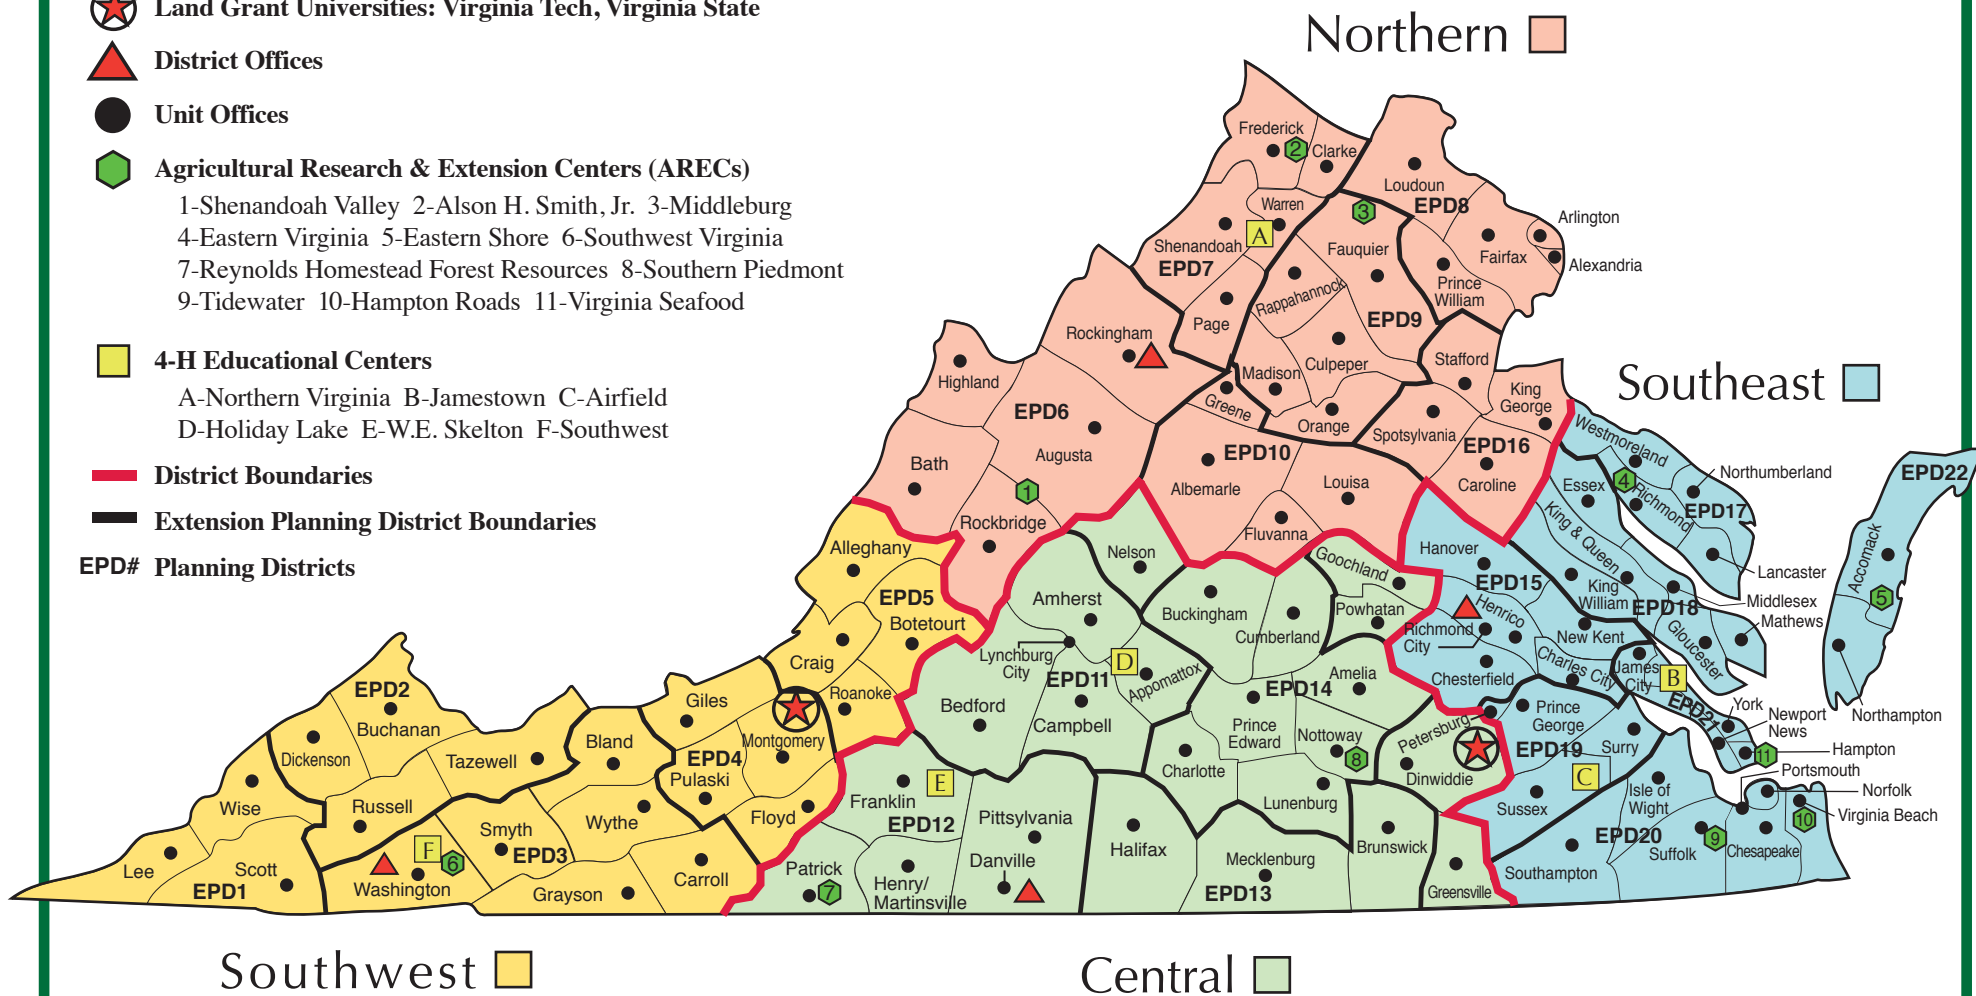 Land Grant Universities: Virginia Tech, Virginia State
District Offices
Unit Offices
Agricultural Research & Extension Centers (ARECs)
1-Shenandoah Valley 2-Alson H. Smith, Jr. 3-Middleburg
4-Eastern Virginia 5-Eastern Shore 6-Southwest Virginia
7-Reynolds Homestead Forest Resources 8-Southern Piedmont
9-Tidewater 10-Hampton Roads 11-Virginia Seafood
4-H Educational Centers
A-Northern Virginia B-Jamestown C-Airfield
D-Holiday Lake E-W.E. Skelton F-Southwest
District Boundaries
Extension Planning District Boundaries
EPD# Planning Districts
Northern
Frederick
2
Clarke
Loudoun
EPD8
Warren
3
A
Shenandoah
EPD7
Fauquier
Fairfax
Arlington
Alexandria
Prince
William
Rappahannock
Page
EPD9
Rockingham
Culpeper
Stafford
Madison
Highland
King
George
Greene
Orange
Spotsylvania
EPD16
EPD6
EPD10
Augusta
Bath
Albemarle
Louisa
Caroline
1
Rockbridge
Fluvanna
Southeast
Westmoreland
Northumberland
4
Richmond
EPD17
Essex
King & Queen
Lancaster
EPD22
Accomack
5
Northampton
Hanover
EPD15
King
William
EPD18
Middlesex
Mathews
Henrico
Richmond
City
New Kent
Gloucester
Charles City
James
City
B
Chesterfield
EPD21
York
Newport
News
Hampton
11
Petersburg
Prince
George
EPD19
Surry
C
Portsmouth
Norfolk
Virginia Beach
10
Sussex
Isle of
Wight
EPD20
9
Suffolk
Chesapeake
Southampton
Alleghany
EPD5
Botetourt
Craig
Roanoke
Nelson
Amherst
Goochland
Buckingham
Cumberland
Powhatan
Lynchburg
City
D
EPD11
Appomattox
Amelia
EPD14
Bedford
Campbell
Prince
Edward
Nottoway
8
Dinwiddie
Charlotte
Lunenburg
EPD2
Buchanan
Giles
Montgomery
Dickenson
Tazewell
Bland
EPD4
Pulaski
Wise
Russell
Smyth
EPD3
Wythe
Floyd
Franklin
E
EPD12
Pittsylvania
Halifax
Mecklenburg
EPD13
Brunswick
Greensville
Lee
Scott
EPD1
F
6
Washington
Grayson
Carroll
Patrick
7
Henry/
Martinsville
Danville
Southwest
Central